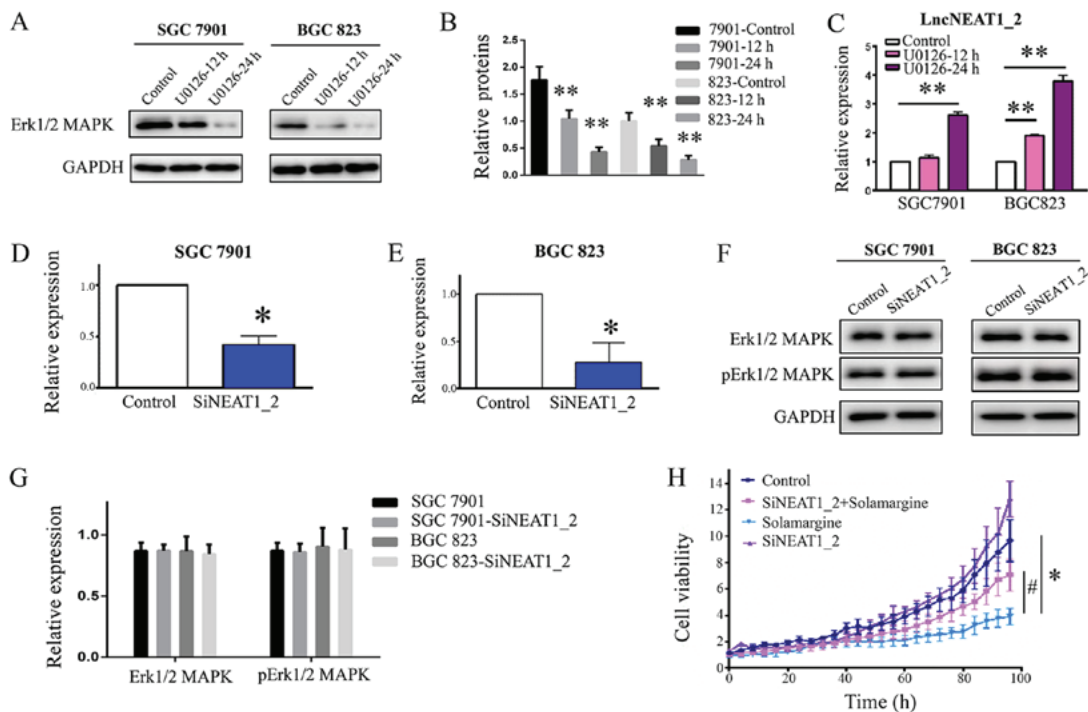 A
SGC 7901
BGC 823
Control
U0126-12 h
U0126-24 h
Control
U0126-12 h
U0126-24 h
Erk1/2 MAPK
GAPDH
B
Relative proteins
2.5
2.0
1.5
1.0
0.5
0.0
** ** ** **
7901-Control
7901-12 h
7901-24 h
823-Control
823-12 h
823-24 h
C
LncNEAT1_2
Control
U0126-12 h
U0126-24 h
Relative expression
5
4
3
2
1
0
** ** **
SGC7901
BGC823
D
SGC 7901
Relative expression
1.0
0.5
0.0
*
Control
SiNEAT1_2
E
BGC 823
Relative expression
1.0
0.5
0.0
*
Control
SiNEAT1_2
F
SGC 7901
BGC 823
Control
SiNEAT1_2
Control
SiNEAT1_2
Erk1/2 MAPK
pErk1/2 MAPK
GAPDH
G
Relative expression
1.0
0.5
0.0
SGC 7901
SGC 7901-SiNEAT1_2
BGC 823
BGC 823-SiNEAT1_2
Erk1/2 MAPK
pErk1/2 MAPK
H
Cell viability
14
12
10
8
6
4
2
0
Control
SiNEAT1_2+Solamargine
Solamargine
SiNEAT1_2
# *
0 20 40 60 80 100
Time (h)